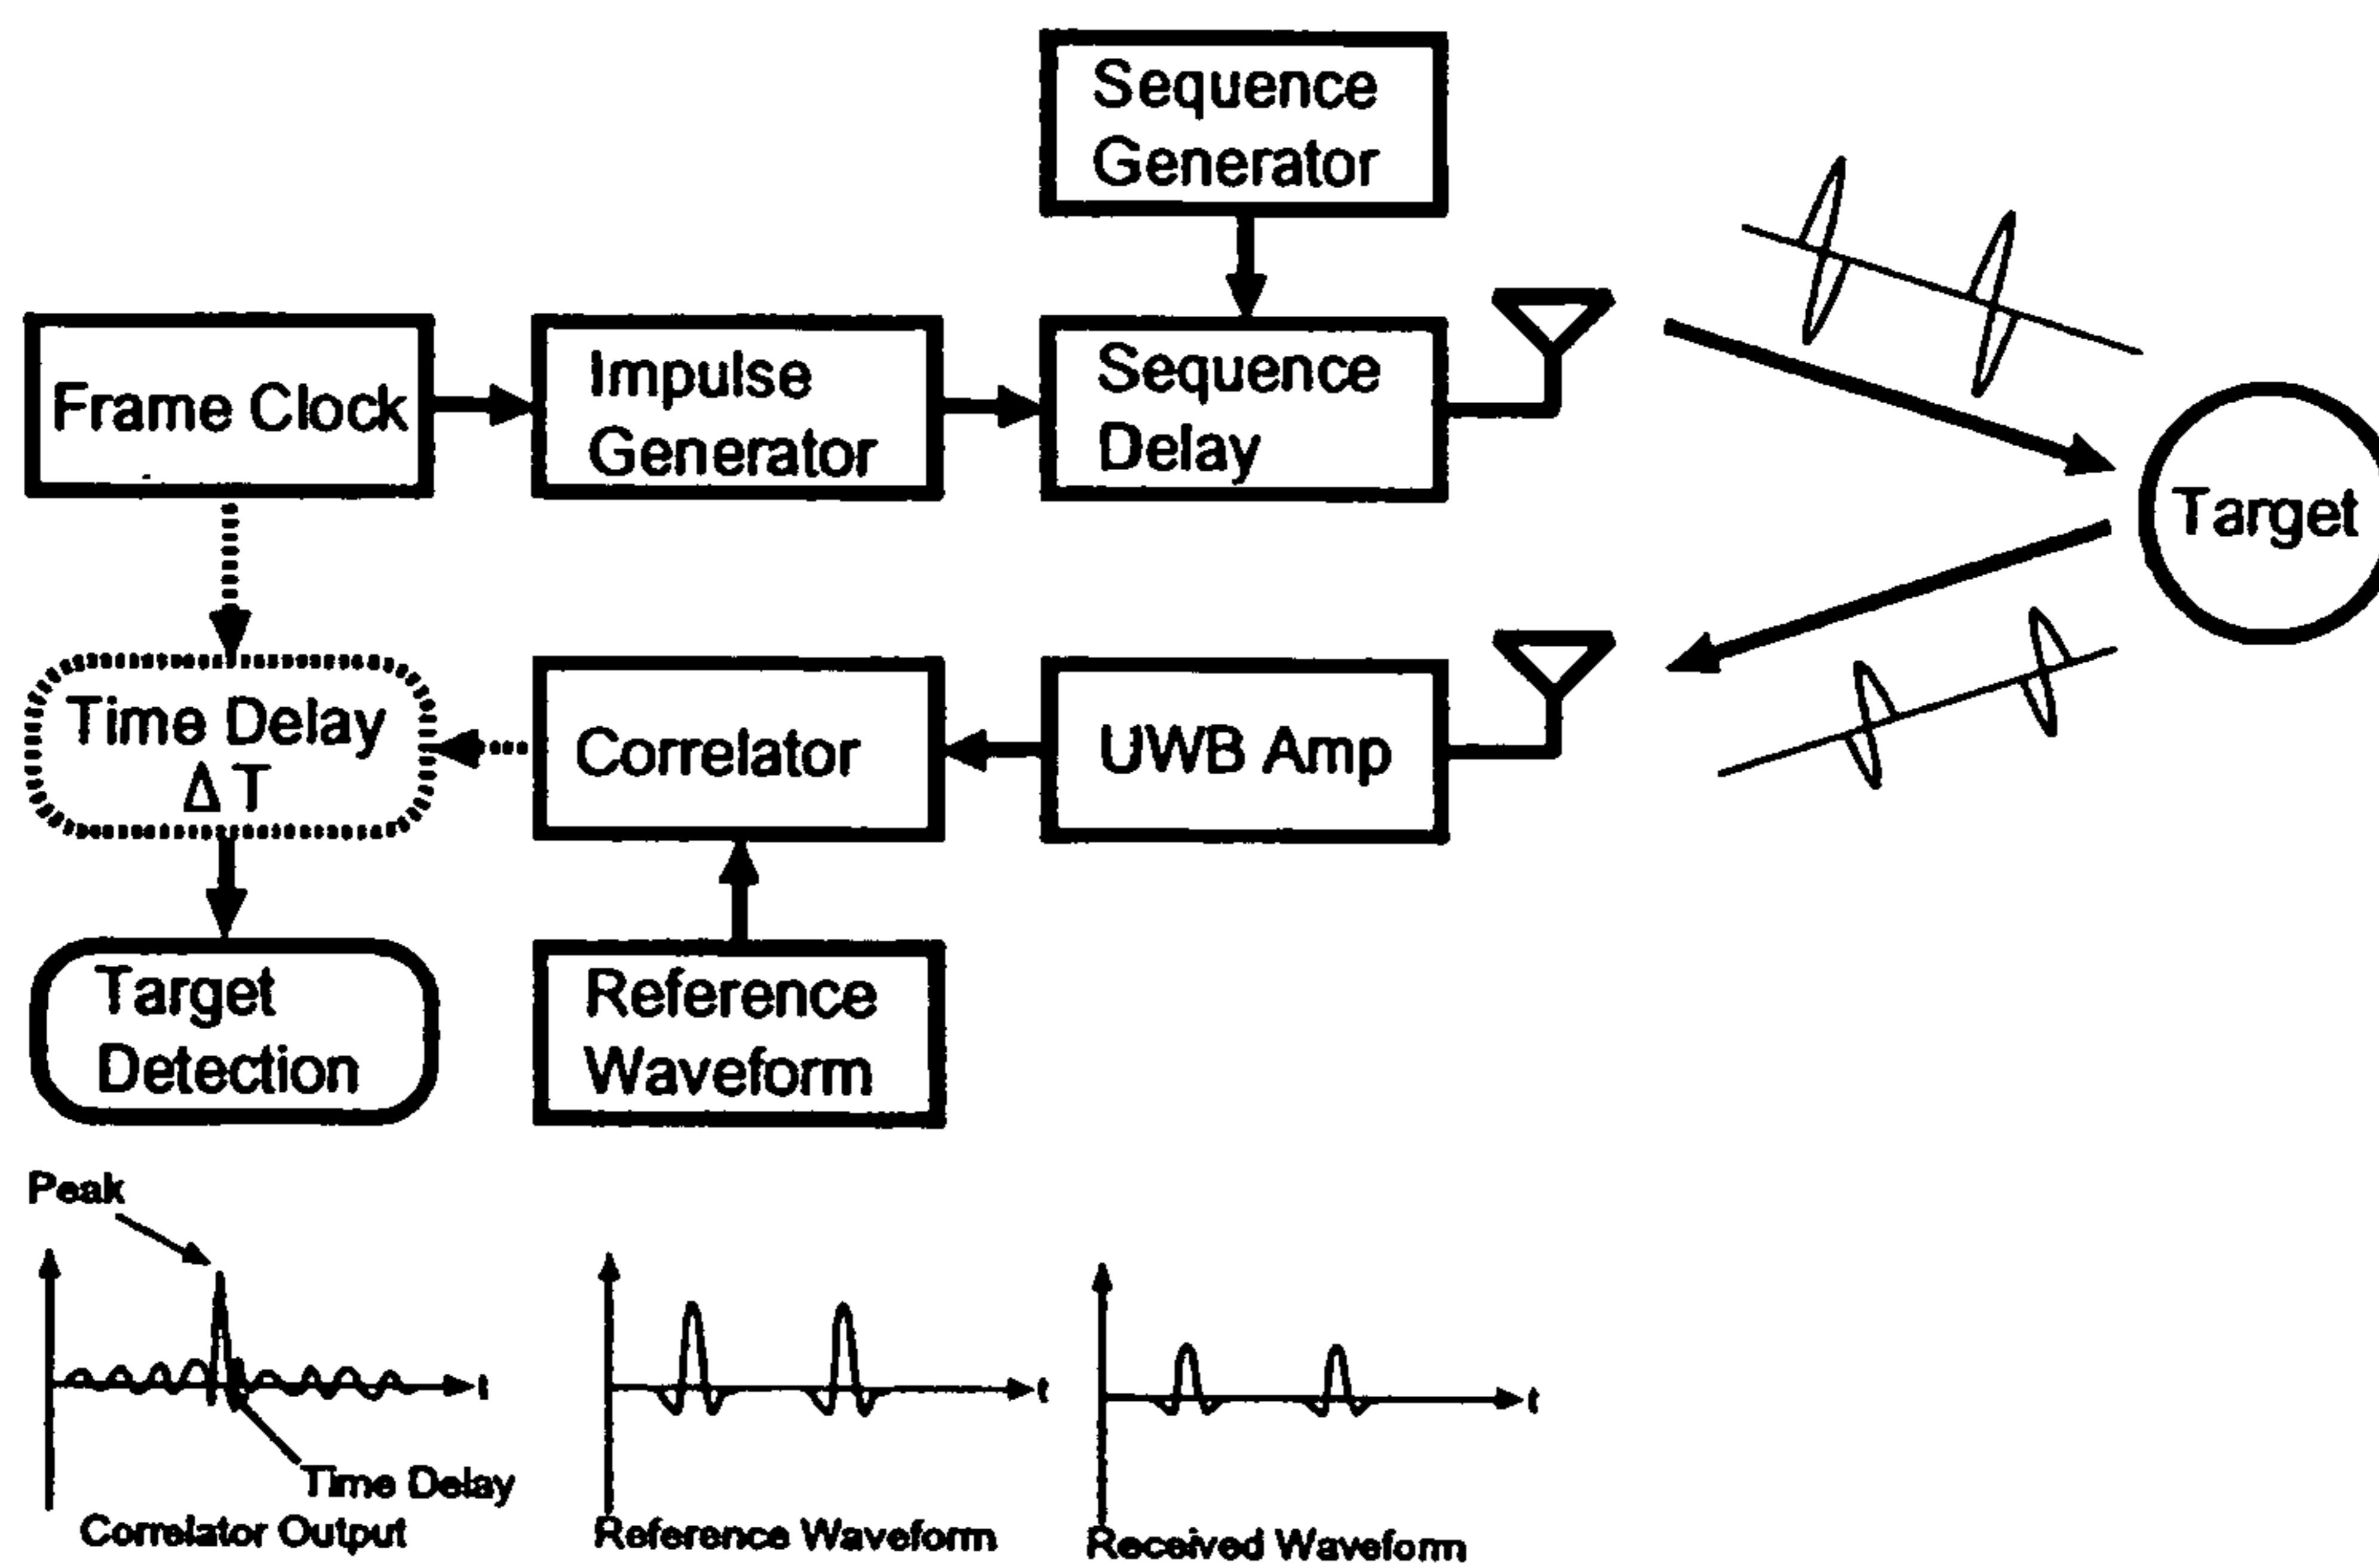 Sequence
Generator
Frame Clock
Impulse
Generator
Sequence
Delay
Target
Time Delay
Δ T
Correlator
UWB Amp
Target
Detection
Reference
Waveform
Peak
t
t
t
Time Delay
Correlator Output
Reference Waveform
Received Waveform